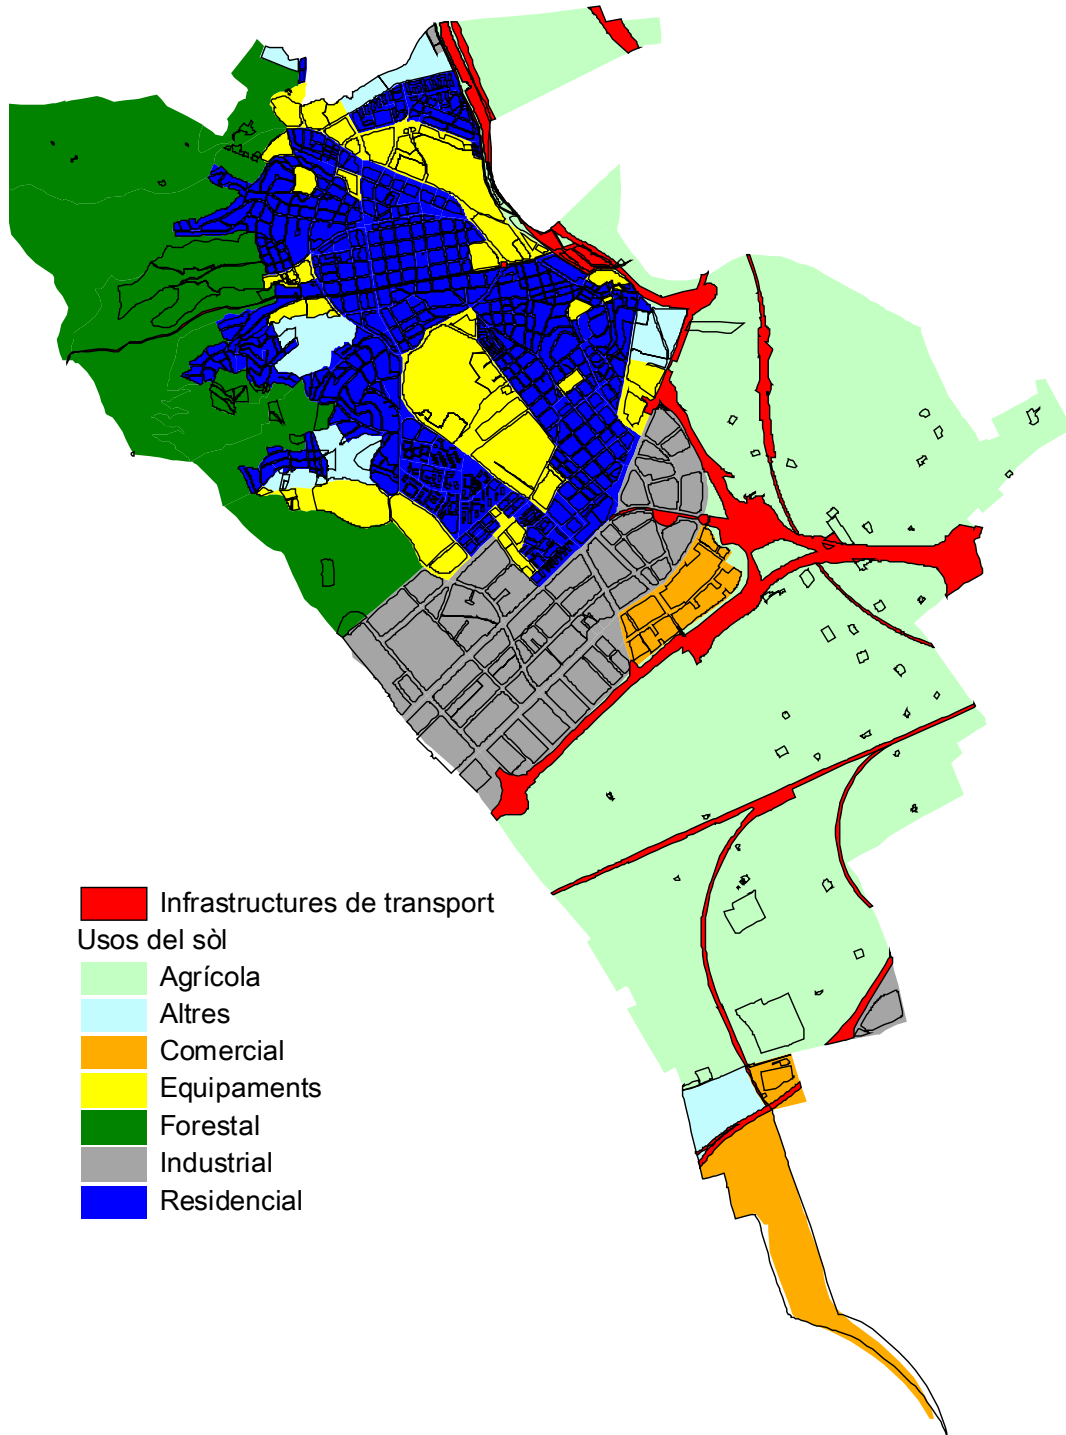 Infrastructures de transport
Usos del sòl
Agrícola
Altres
Comercial
Equipaments
Forestal
Industrial
Residencial